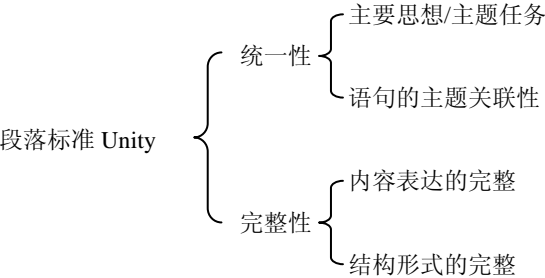 主要思想/主题任务
统一性
语句的主题关联性
段落标准 Unity
内容表达的完整
完整性
结构形式的完整